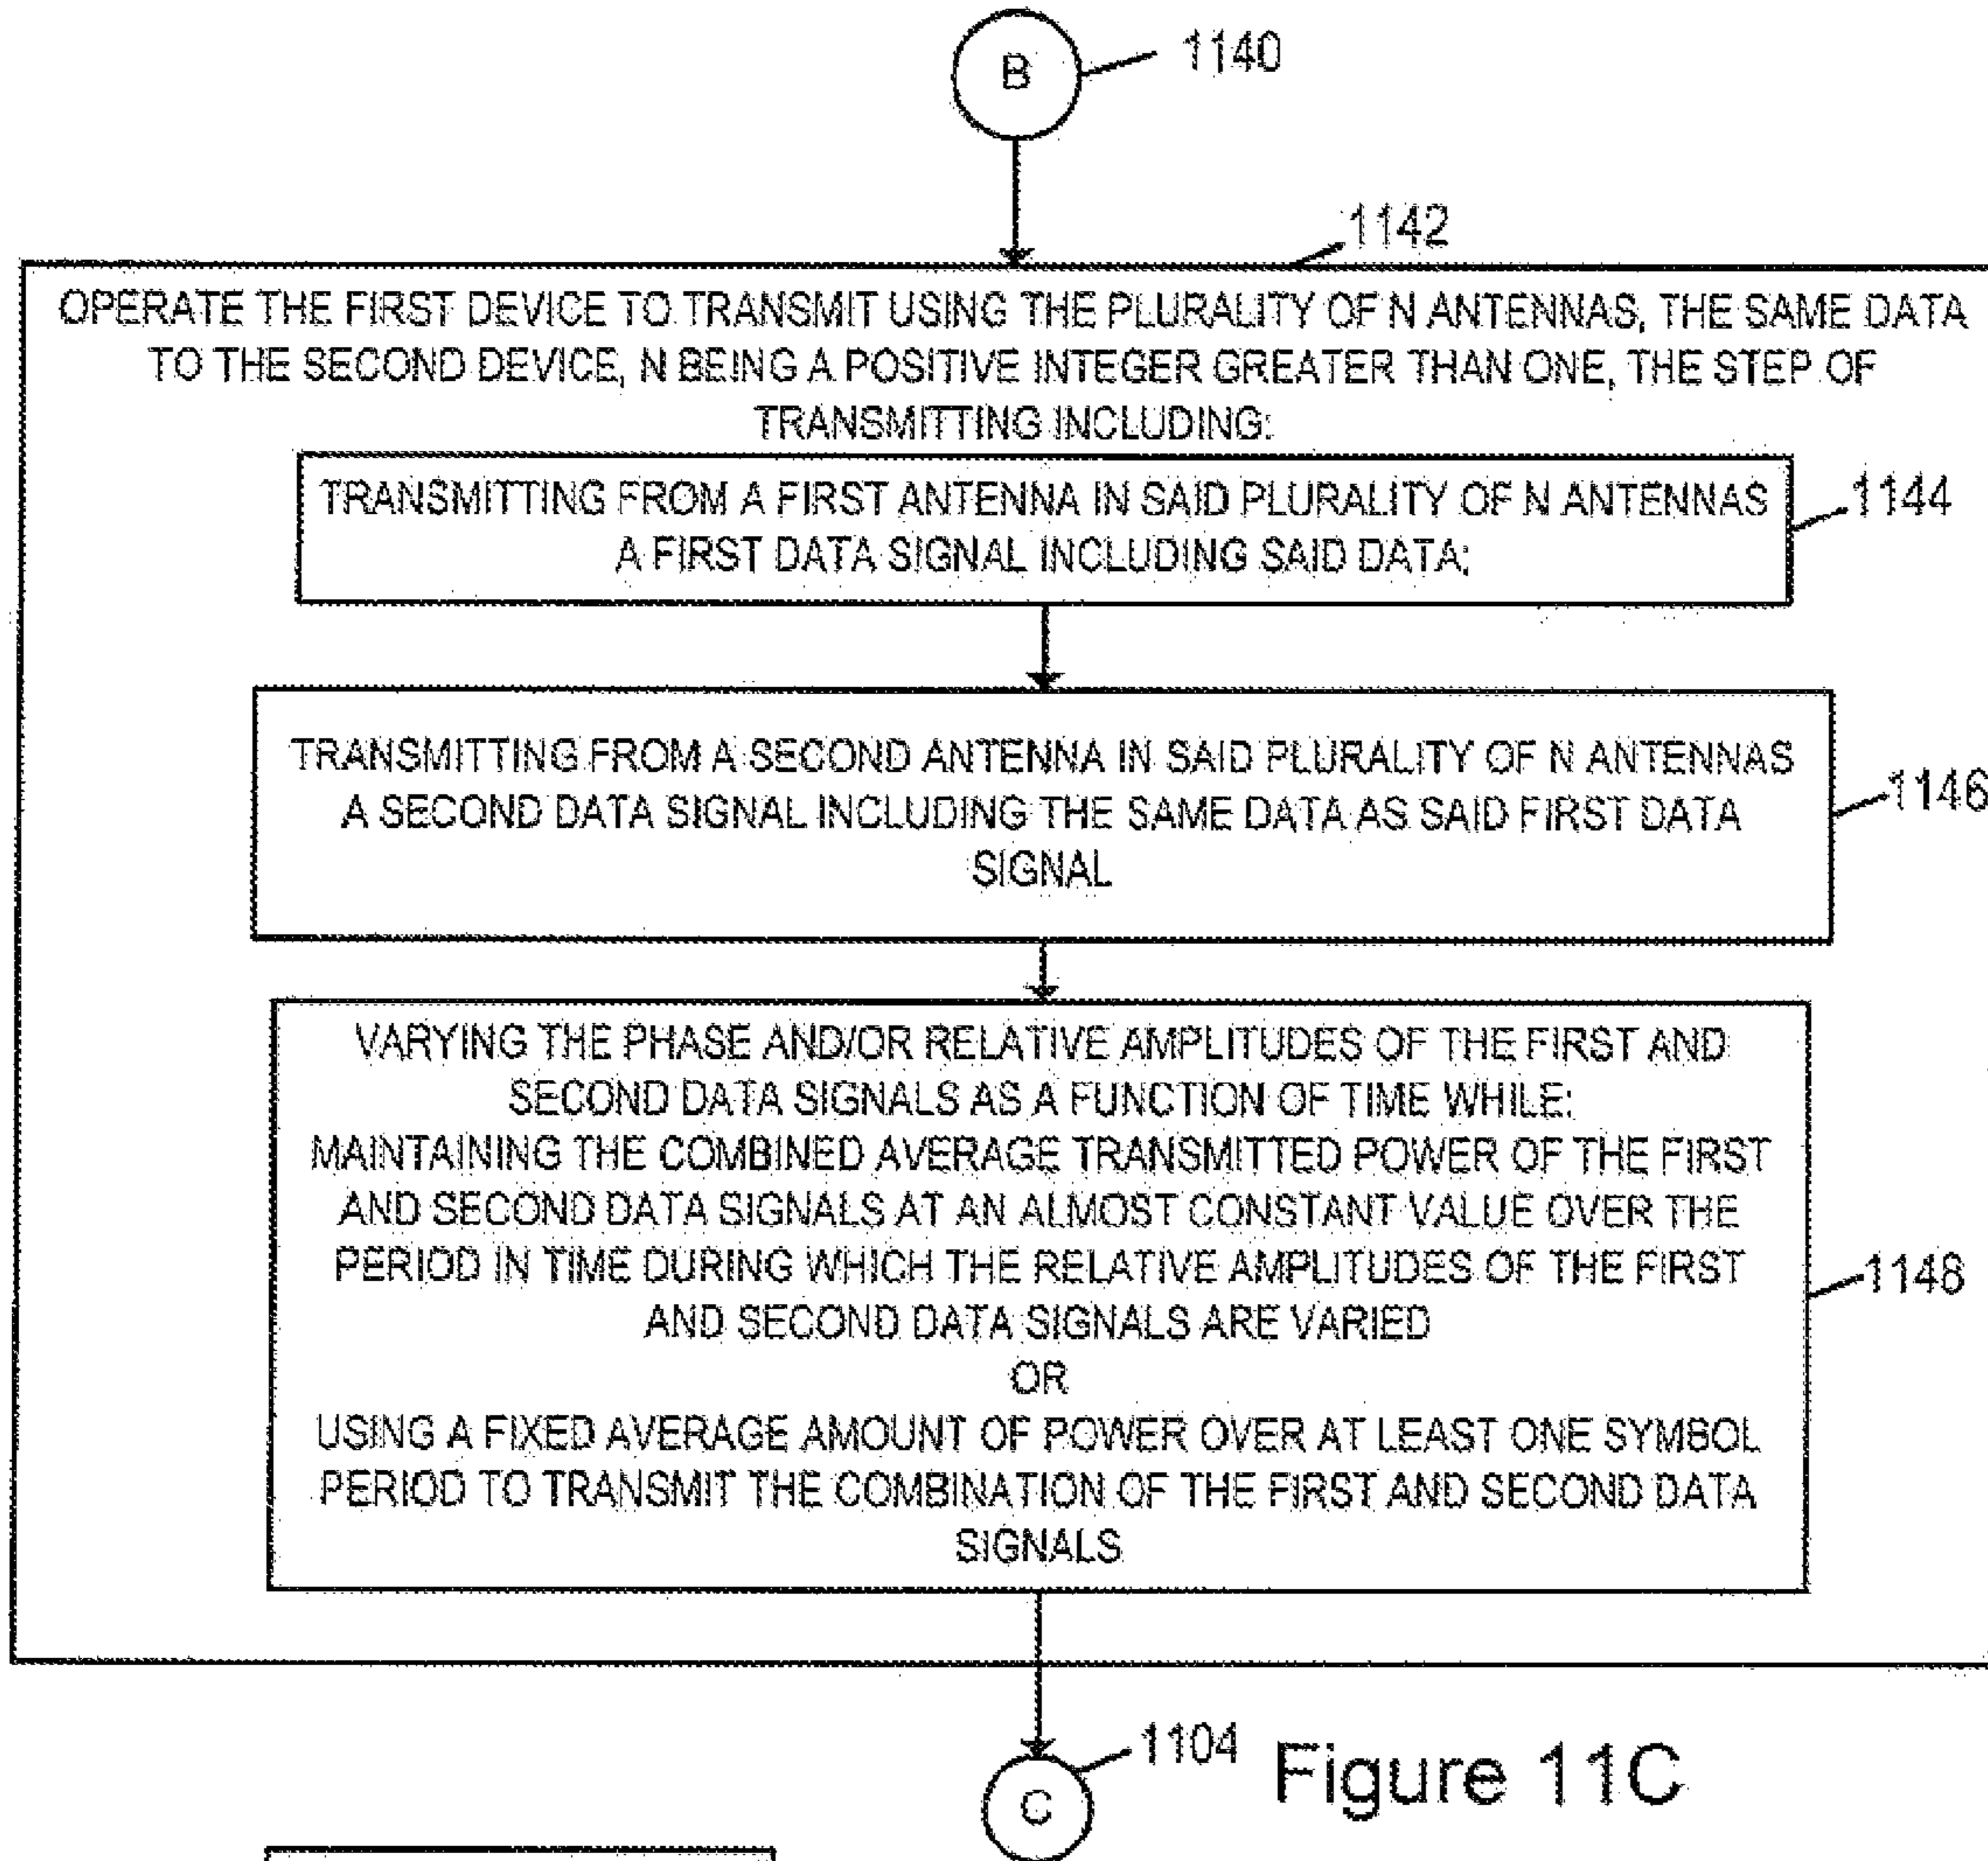 B
1140
1142
OPERATE THE FIRST DEVICE TO TRANSMIT USING THE PLURALITY OF N ANTENNAS, THE SAME DATA
TO THE SECOND DEVICE, N BEING A POSITIVE INTEGER GREATER THAN ONE, THE STEP OF
TRANSMITTING INCLUDING:
TRANSMITTING FROM A FIRST ANTENNA IN SAID PLURALITY OF N ANTENNAS
A FIRST DATA SIGNAL INCLUDING SAID DATA;
1144
TRANSMITTING FROM A SECOND ANTENNA IN SAID PLURALITY OF N ANTENNAS
A SECOND DATA SIGNAL INCLUDING THE SAME DATA AS SAID FIRST DATA
SIGNAL
1146
VARYING THE PHASE AND/OR RELATIVE AMPLITUDES OF THE FIRST AND
SECOND DATA SIGNALS AS A FUNCTION OF TIME WHILE:
MAINTAINING THE COMBINED AVERAGE TRANSMITTED POWER OF THE FIRST
AND SECOND DATA SIGNALS AT AN ALMOST CONSTANT VALUE OVER THE
PERIOD IN TIME DURING WHICH THE RELATIVE AMPLITUDES OF THE FIRST
AND SECOND DATA SIGNALS ARE VARIED
OR
USING A FIXED AVERAGE AMOUNT OF POWER OVER AT LEAST ONE SYMBOL
PERIOD TO TRANSMIT THE COMBINATION OF THE FIRST AND SECOND DATA
SIGNALS
1148
1104
C
Figure 11C